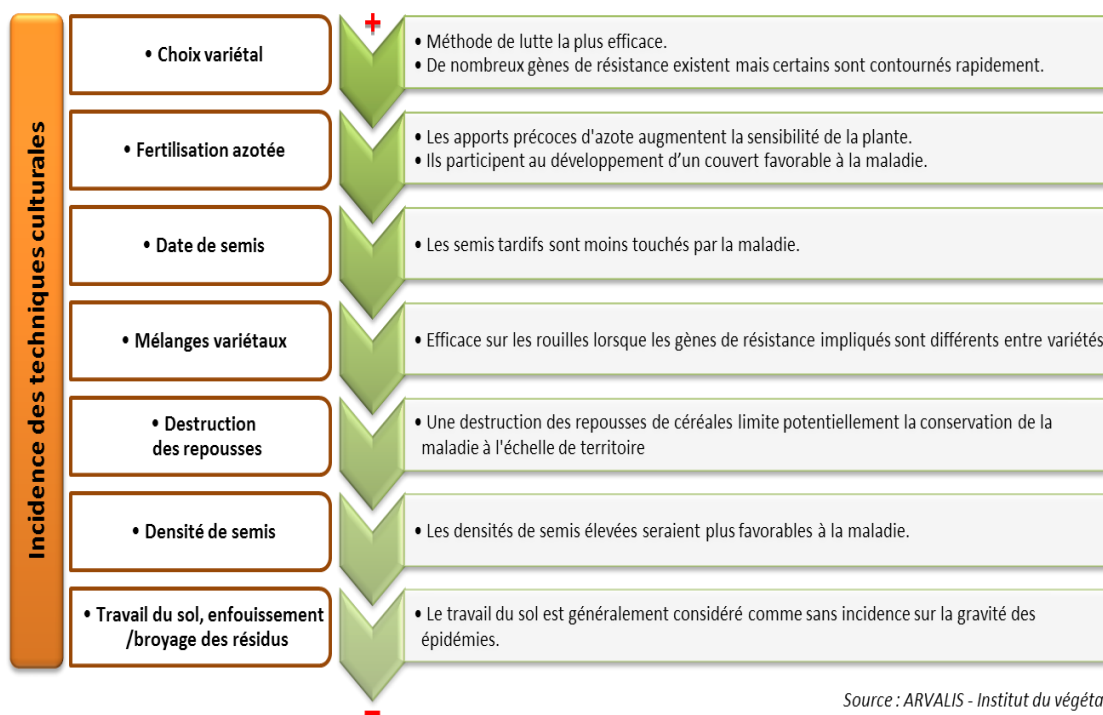 Incidence des techniques culturales
+
• Choix variétal
• Méthode de lutte la plus efficace.
• De nombreux gènes de résistance existent mais certains sont contournés rapidement.
• Fertilisation azotée
• Les apports précoces d'azote augmentent la sensibilité de la plante.
• Ils participent au développement d’un couvert favorable à la maladie.
• Date de semis
• Les semis tardifs sont moins touchés par la maladie.
• Mélanges variétaux
• Efficace sur les rouilles lorsque les gènes de résistance impliqués sont différents entre variétés
• Destruction
des repousses
• Une destruction des repousses de céréales limite potentiellement la conservation de la
maladie à l'échelle de territoire
• Densité de semis
• Les densités de semis élevées seraient plus favorables à la maladie.
• Travail du sol, enfouissement
/broyage des résidus
• Le travail du sol est généralement considéré comme sans incidence sur la gravité des
épidémies.
-
Source : ARVALIS - Institut du végéta